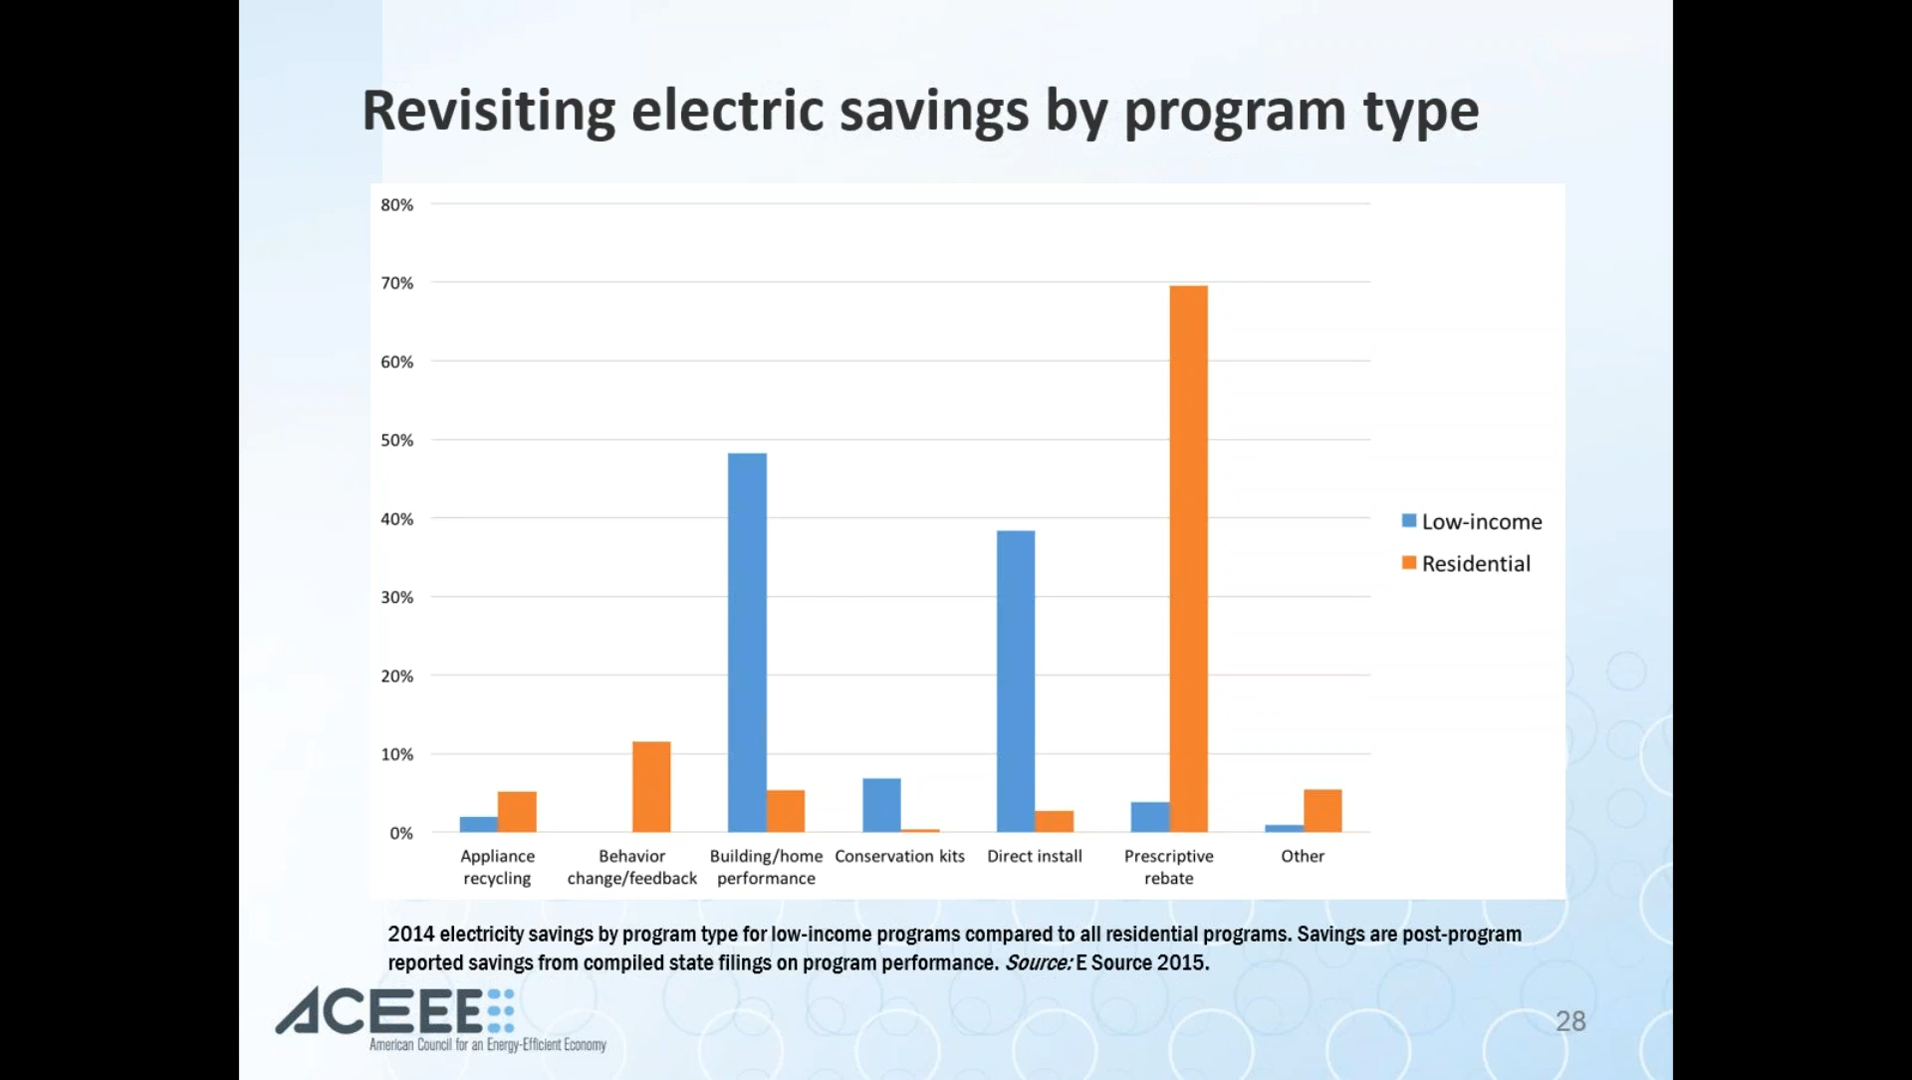 Revisiting electric savings by program type
80%
70%
60%
50%
40%
30%
20%
10%
0%
Appliance recycling
Behavior change/feedback
Building/home performance
Conservation kits
Direct install
Prescriptive rebate
Other
Low-income
Residential
2014 electricity savings by program type for low-income programs compared to all residential programs. Savings are post-program
reported savings from compiled state filings on program performance. Source: E Source 2015.
ACEEE
American Council for an Energy-Efficient Economy
28